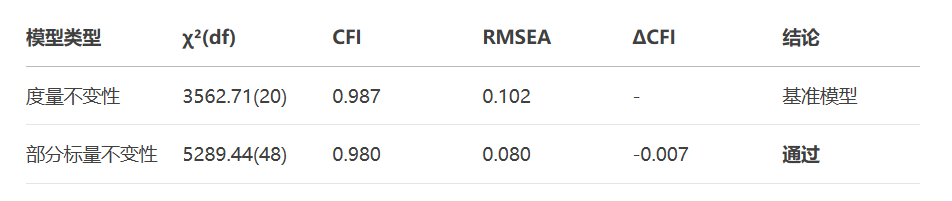 模型类型 χ²(df) CFI RMSEA ΔCFI 结论
度量不变性 3562.71(20) 0.987 0.102 - 基准模型
部分标量不变性 5289.44(48) 0.980 0.080 -0.007 通过